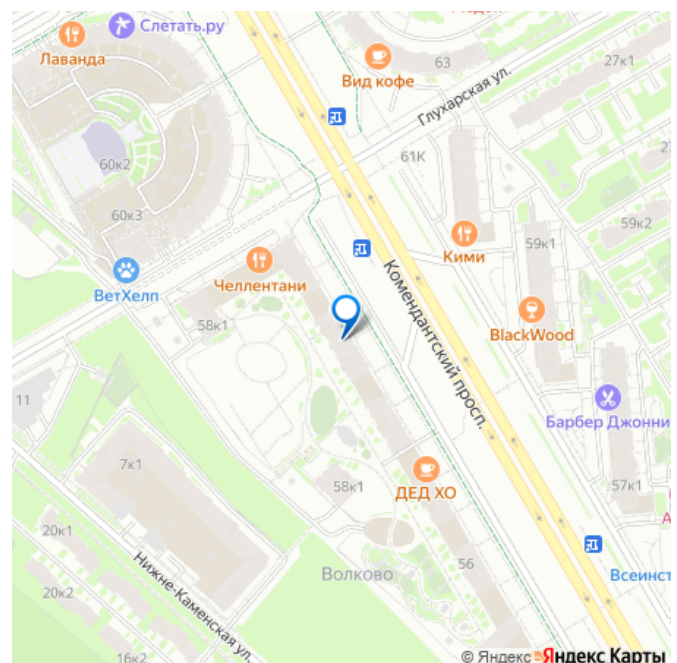 Слетать.ру
Лаванда
Вид кофе
63
27к1
Глухарская ул.
60к2
61К
60к3
59к2
59к1
Кими
ВетХелп
Челлентани
Комендантский просп.
58к1
BlackWood
11
Барбер Джонни
7к1
ДЕД ХО
58к1
57к1
20к1
Нижне-Каменская ул.
Волково
56
Всеинст
20к2
16к2
© Яндекс Яндекс Карты